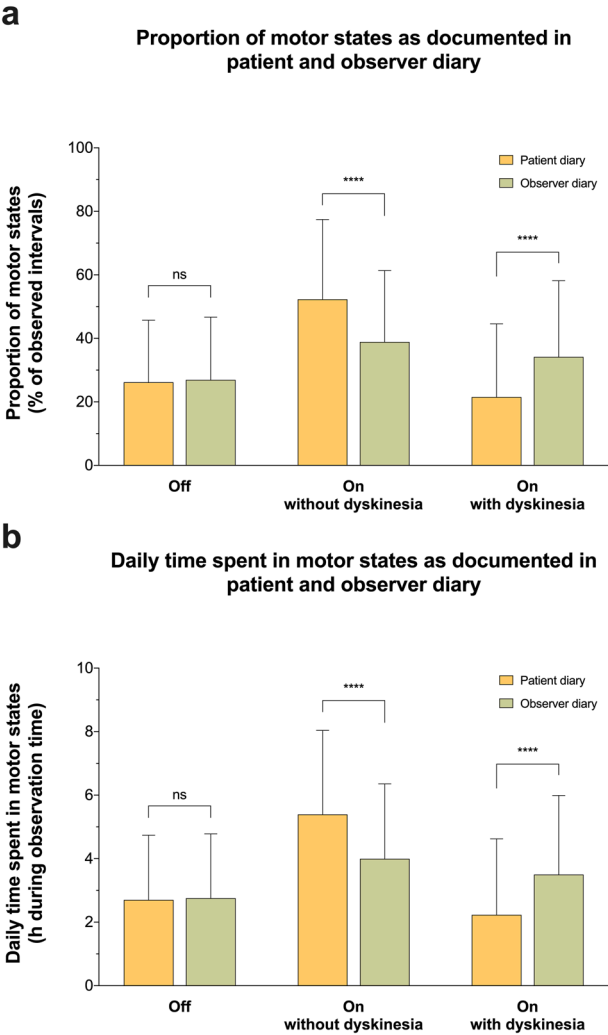 a
Proportion of motor states as documented in
patient and observer diary
Proportion of motor states
(% of observed intervals)
100
80
60
40
20
0
Patient diary
Observer diary
ns
****
****
Off
On
without dyskinesia
On
with dyskinesia
b
Daily time spent in motor states as documented in
patient and observer diary
Daily time spent in motor states
(h during observation time)
10
8
6
4
2
0
Patient diary
Observer diary
ns
****
****
Off
On
without dyskinesia
On
with dyskinesia